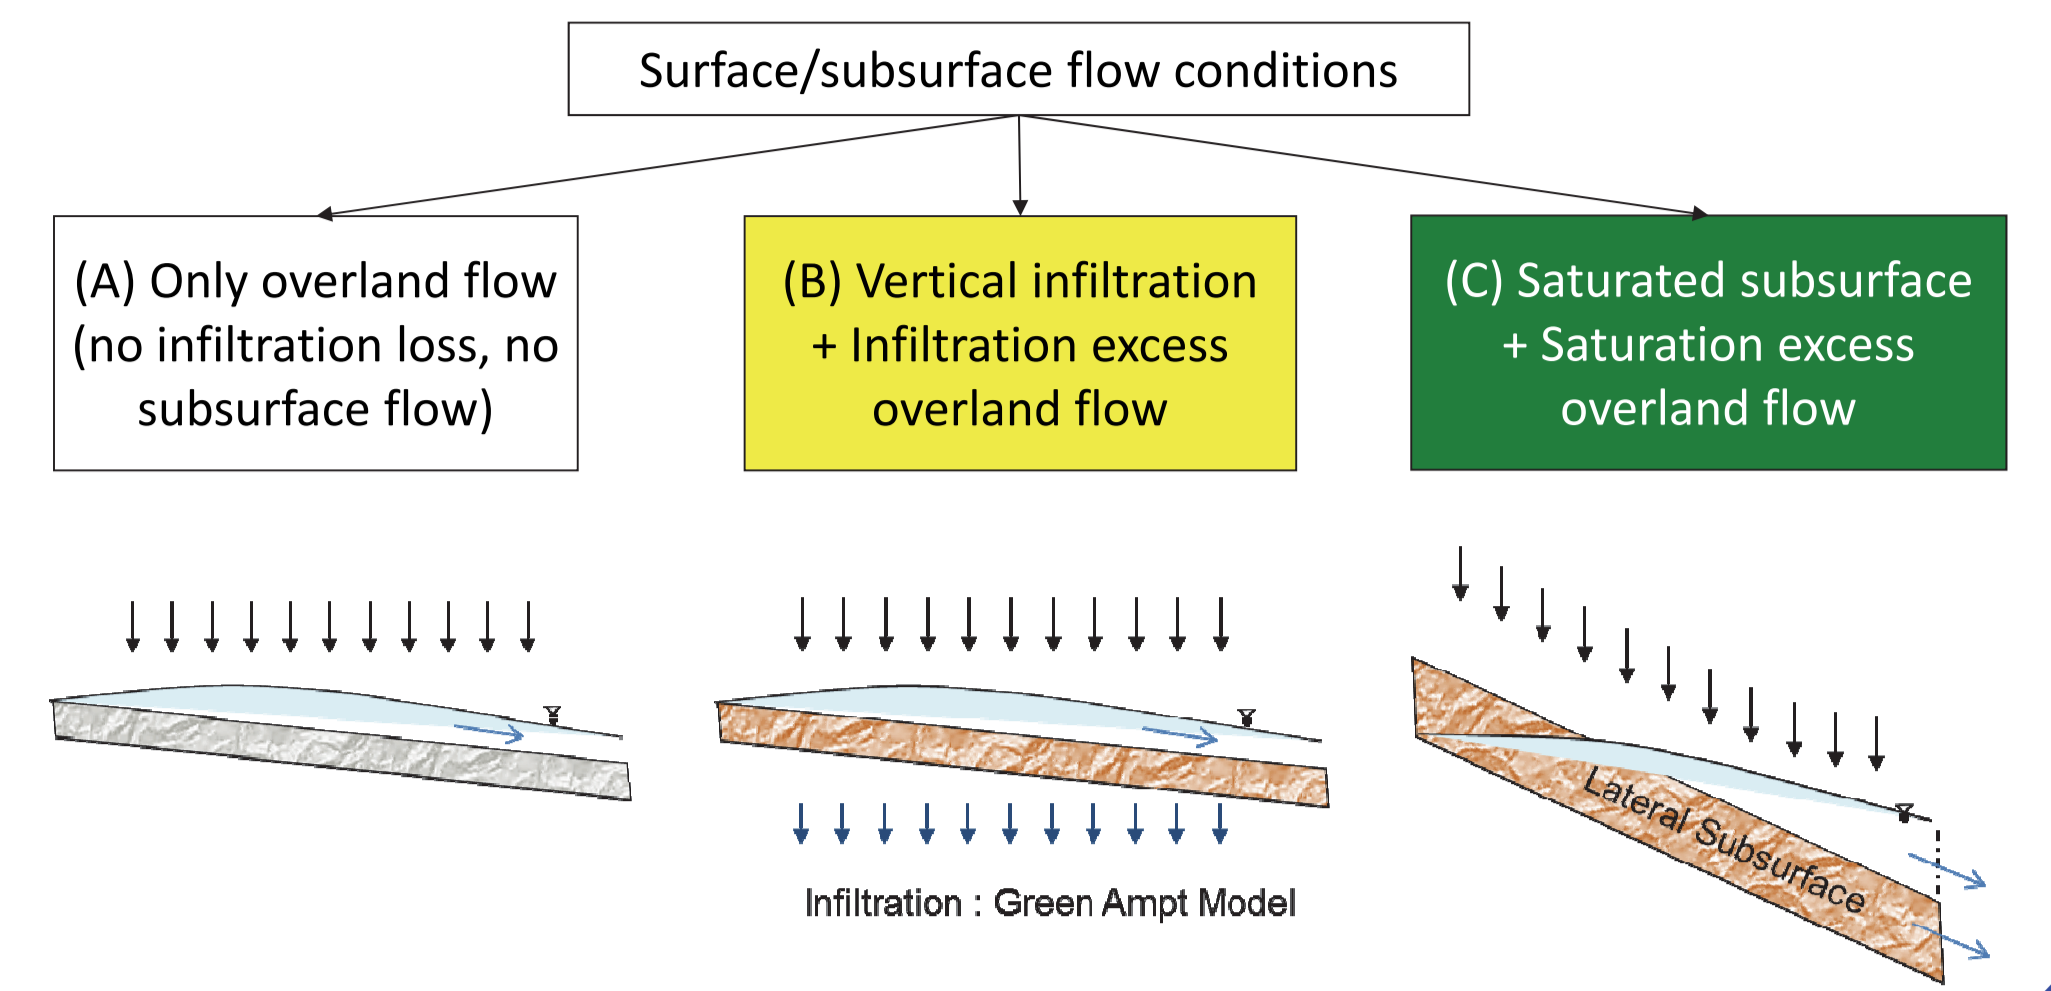 Surface/subsurface flow conditions
(A) Only overland flow
(no infiltration loss, no
subsurface flow)
(B) Vertical infiltration
+ Infiltration excess
overland flow
(C) Saturated subsurface
+ Saturation excess
overland flow
Infiltration : Green Ampt Model
Lateral Subsurface